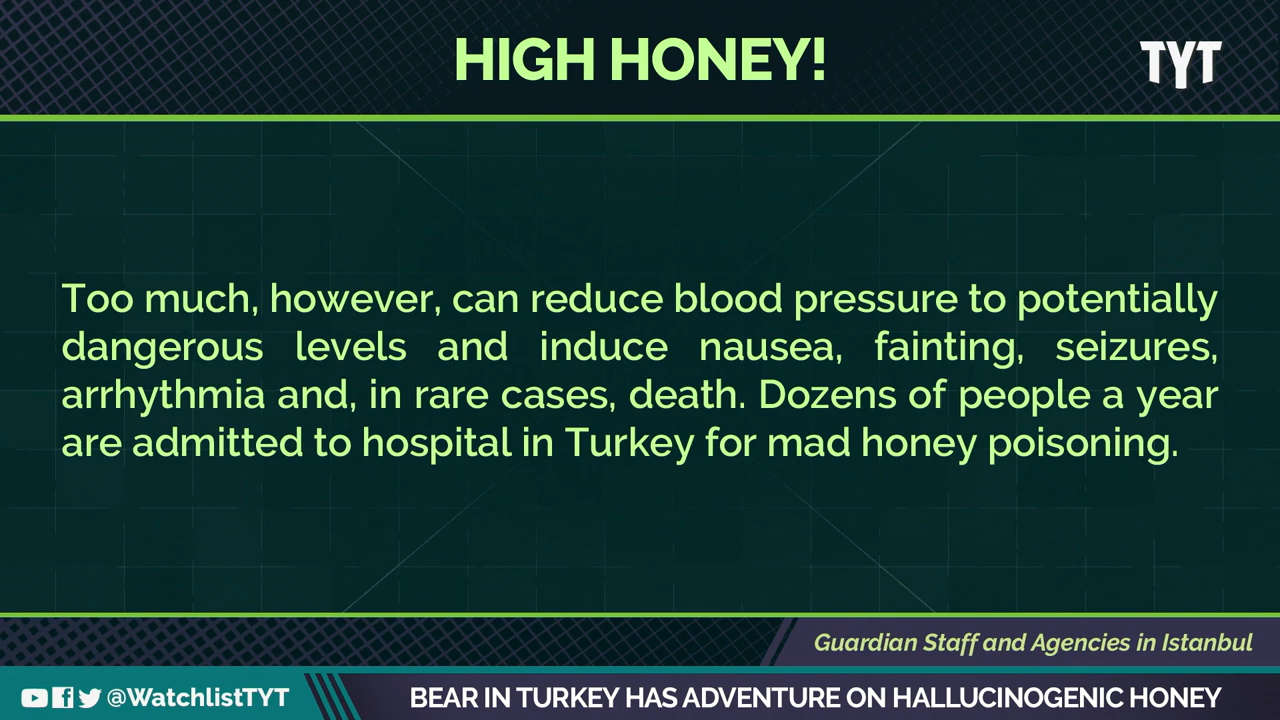 HIGH HONEY!
TYT
Too much, however, can reduce blood pressure to potentially
dangerous levels and induce nausea, fainting, seizures,
arrhythmia and, in rare cases, death. Dozens of people a year
are admitted to hospital in Turkey for mad honey poisoning.
Guardian Staff and Agencies in Istanbul
@WatchlistTYT
BEAR IN TURKEY HAS ADVENTURE ON HALLUCINOGENIC HONEY